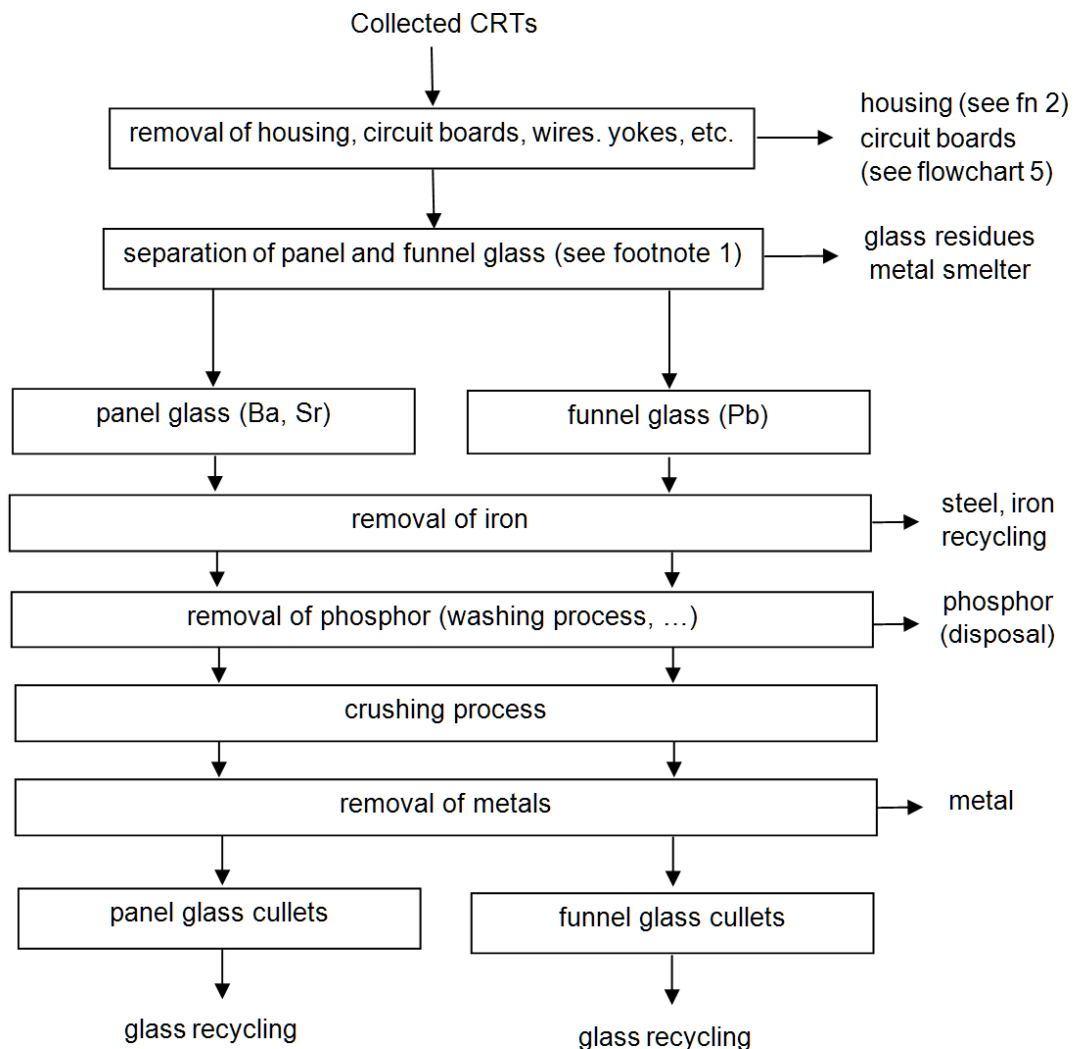 Collected CRTs
removal of housing, circuit boards, wires. yokes, etc.
housing (see fn 2)
circuit boards
(see flowchart 5)
separation of panel and funnel glass (see footnote 1)
glass residues
metal smelter
panel glass (Ba, Sr)
funnel glass (Pb)
removal of iron
steel, iron
recycling
removal of phosphor (washing process, …)
phosphor
(disposal)
crushing process
removal of metals
metal
panel glass cullets
funnel glass cullets
glass recycling
glass recycling